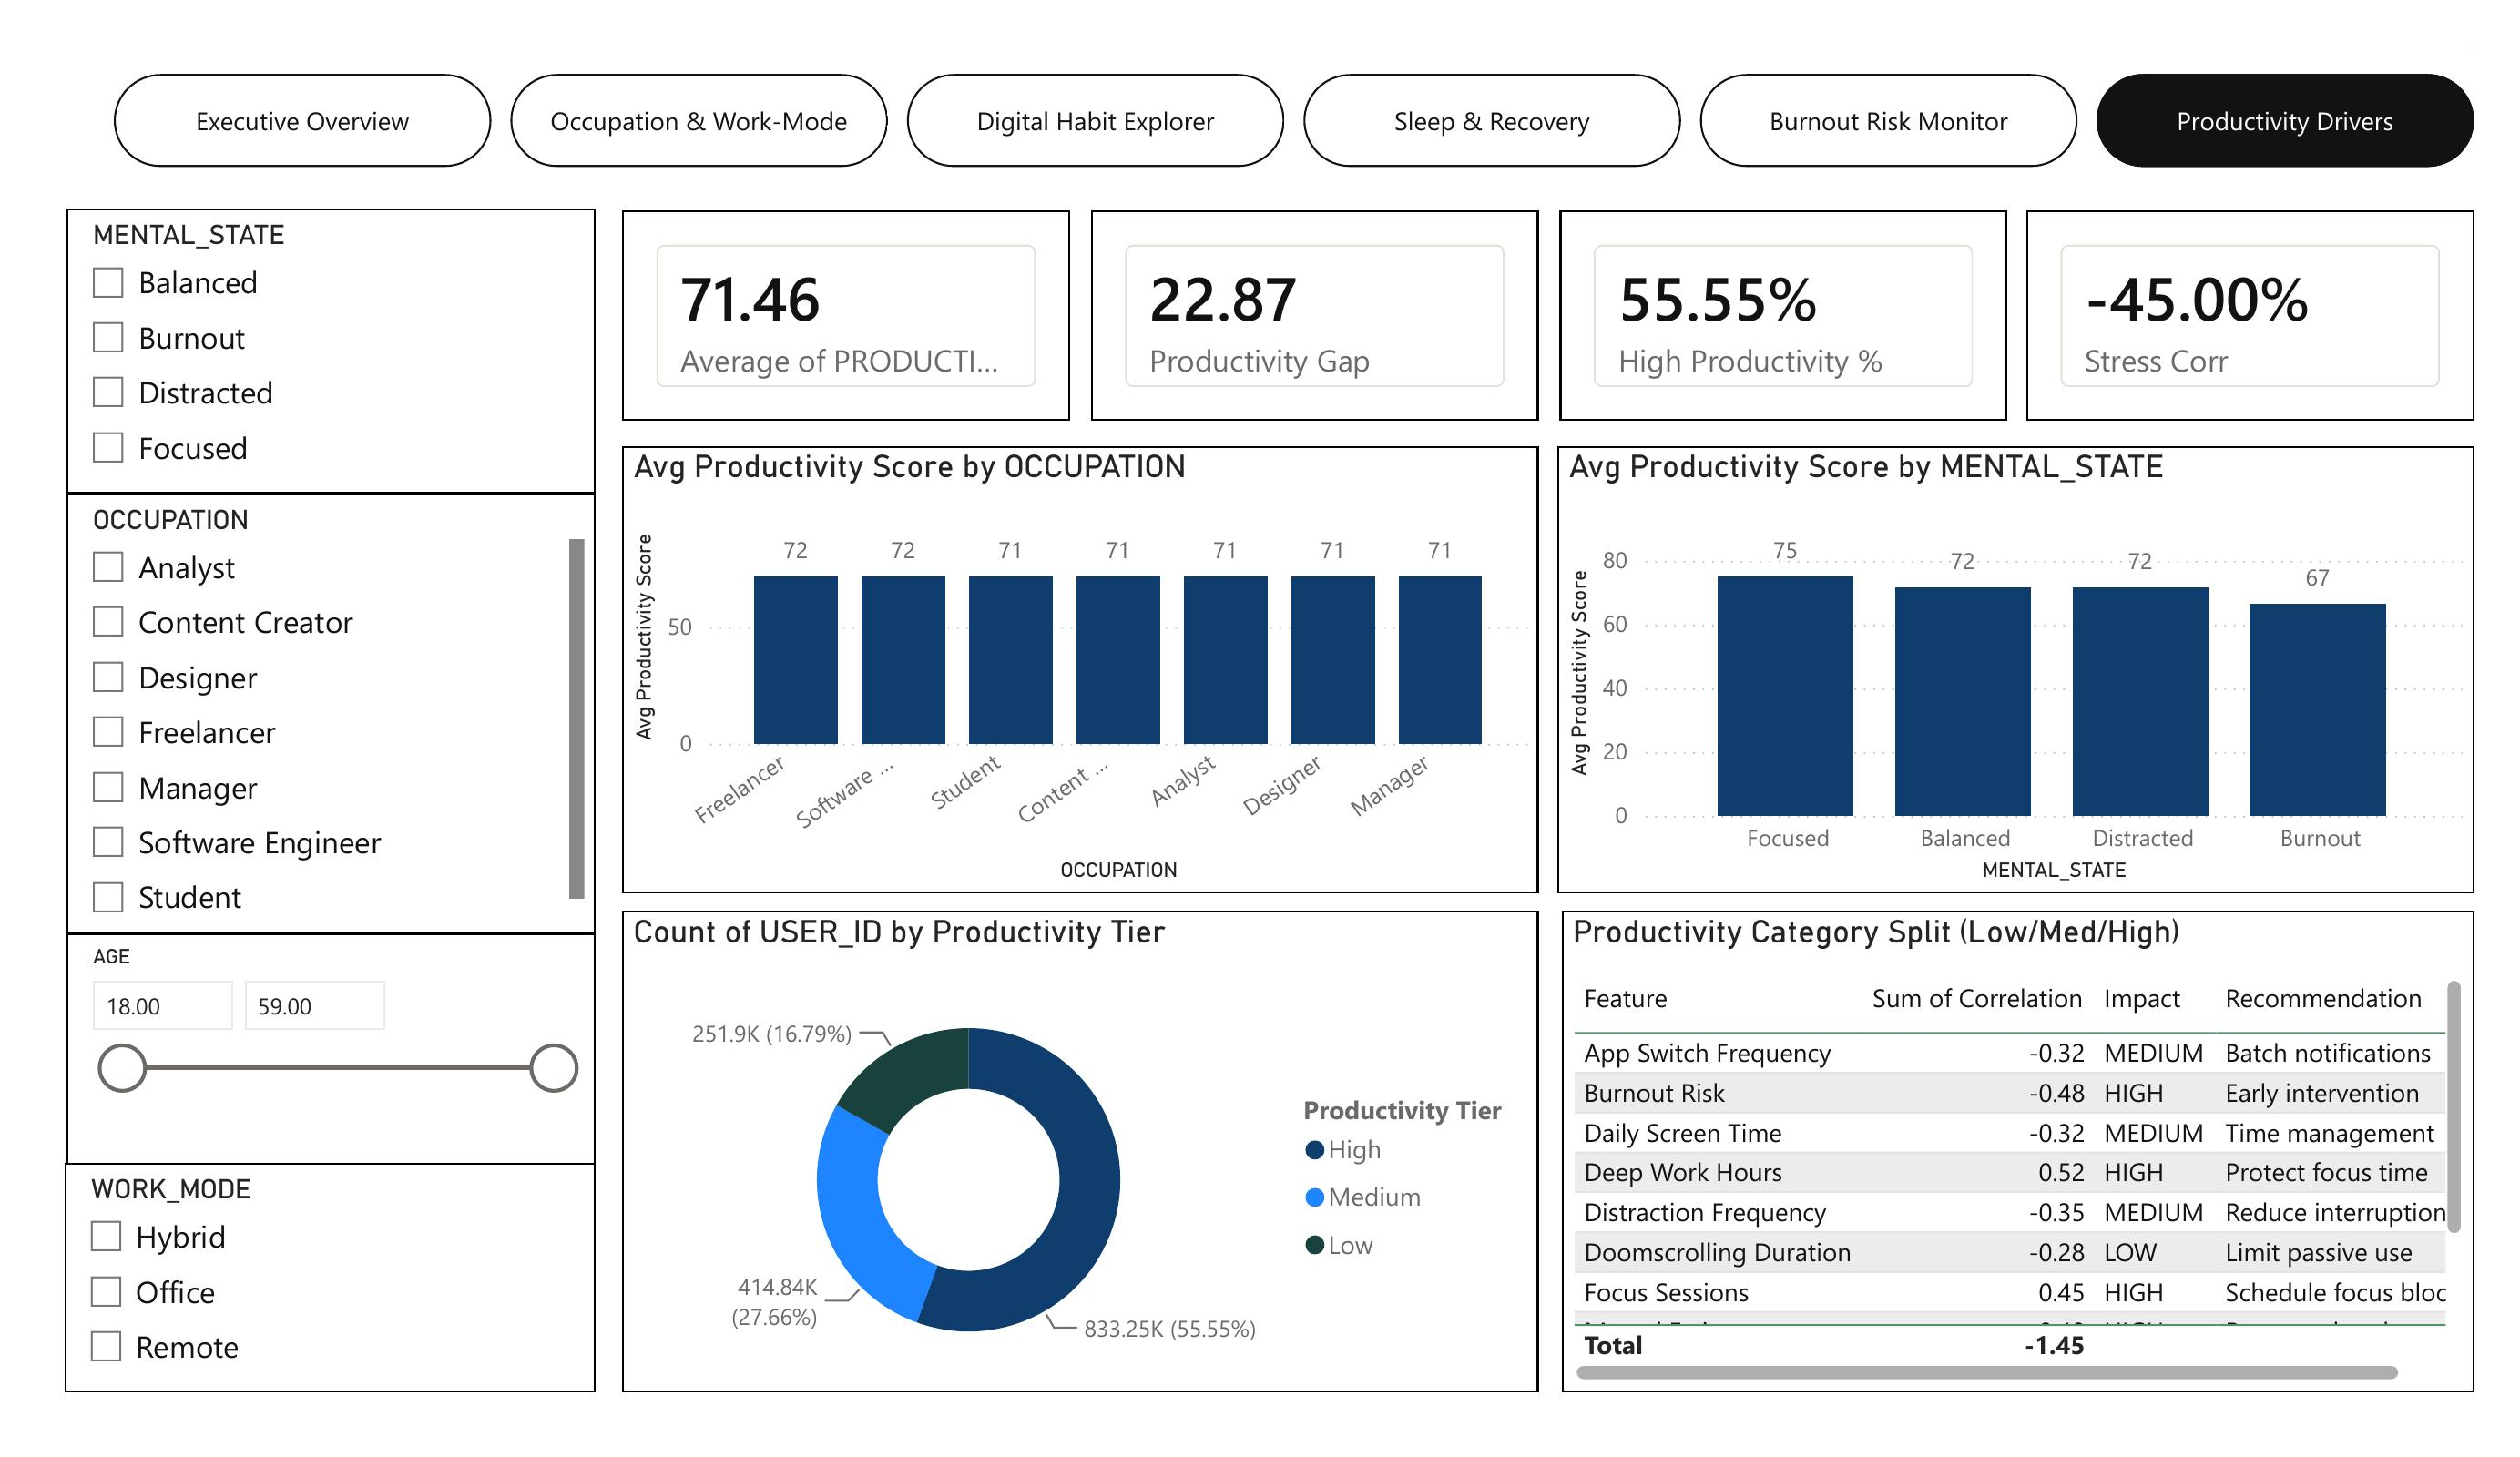 Executive Overview
Occupation & Work-Mode
Digital Habit Explorer
Sleep & Recovery
Burnout Risk Monitor
Productivity Drivers
MENTAL_STATE
Balanced
Burnout
Distracted
Focused
OCCUPATION
Analyst
Content Creator
Designer
Freelancer
Manager
Software Engineer
Student
AGE
18.00 59.00
WORK_MODE
Hybrid
Office
Remote
71.46
Average of PRODUCTI...
22.87
Productivity Gap
55.55%
High Productivity %
-45.00%
Stress Corr
Avg Productivity Score by OCCUPATION
Avg Productivity Score
50
0
72 72 71 71 71 71 71
Freelancer
Software ...
Student
Content ...
Analyst
Designer
Manager
OCCUPATION
Avg Productivity Score by MENTAL_STATE
Avg Productivity Score
80
60
40
20
0
75 72 72 67
Focused Balanced Distracted Burnout
MENTAL_STATE
Count of USER_ID by Productivity Tier
251.9K (16.79%)
414.84K
(27.66%)
833.25K (55.55%)
Productivity Tier
High
Medium
Low
Productivity Category Split (Low/Med/High)
Feature Sum of Correlation Impact Recommendation
App Switch Frequency -0.32 MEDIUM Batch notifications
Burnout Risk -0.48 HIGH Early intervention
Daily Screen Time -0.32 MEDIUM Time management
Deep Work Hours 0.52 HIGH Protect focus time
Distraction Frequency -0.35 MEDIUM Reduce interruption
Doomscrolling Duration -0.28 LOW Limit passive use
Focus Sessions 0.45 HIGH Schedule focus bloc
Total -1.45